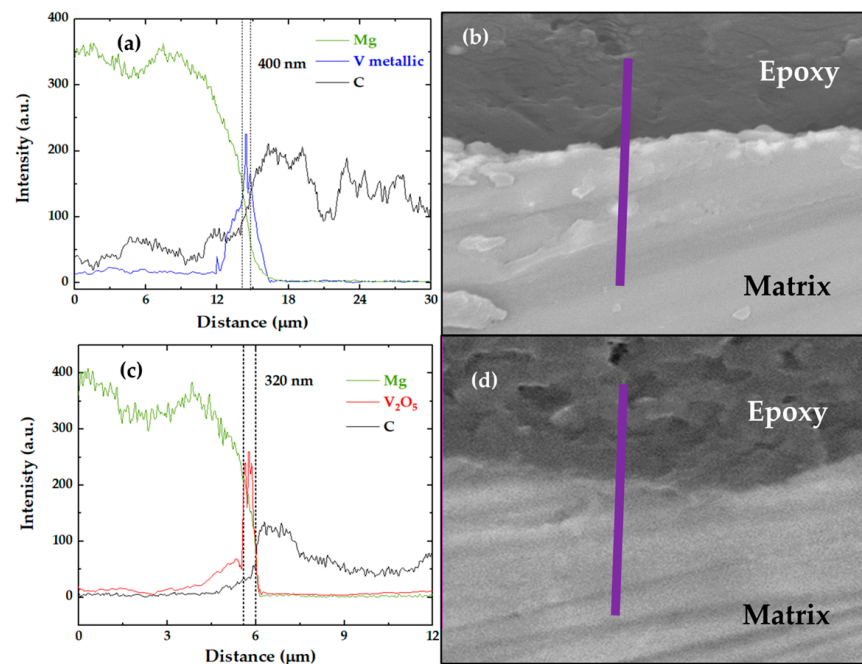 400
(a)
Mg
V metallic
C
400 nm
300
200
100
0
Intensity (a.u.)
0 6 12 18 24 30
Distance (µm)
(b)
Epoxy
Matrix
(c)
320 nm
Mg
V₂O₅
C
400
300
200
100
0
Intenisty (a.u.)
0 3 6 9 12
Distance (µm)
(d)
Epoxy
Matrix